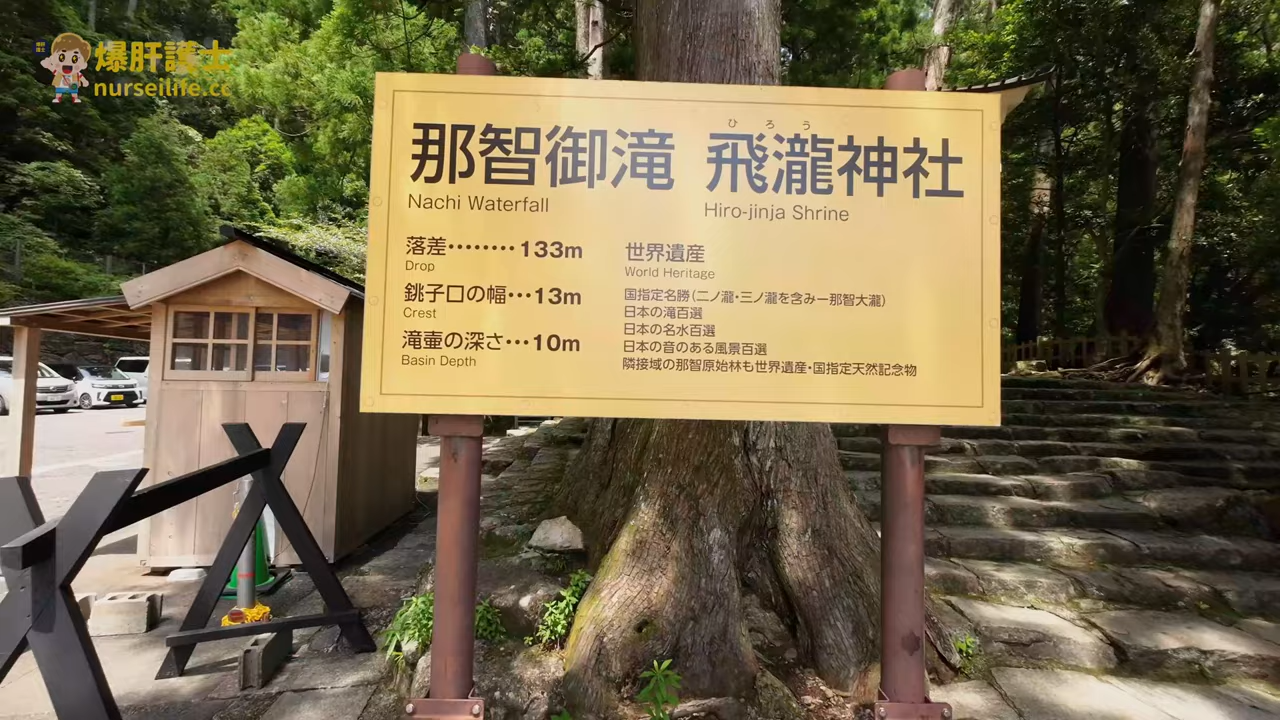 爆肝護士
nurseilife.cc
那智御滝
Nachi Waterfall
落差········133m
Drop
銚子口の幅···13m
Crest
滝壷の深さ···10m
Basin Depth
ひろう
飛瀧神社
Hiro-jinja Shrine
世界遺産
World Heritage
国指定名勝(二ノ瀧・三ノ瀧を含みー那智大瀧)
日本の滝百選
日本の名水百選
日本の音のある風景百選
隣接域の那智原始林も世界遺産・国指定天然記念物